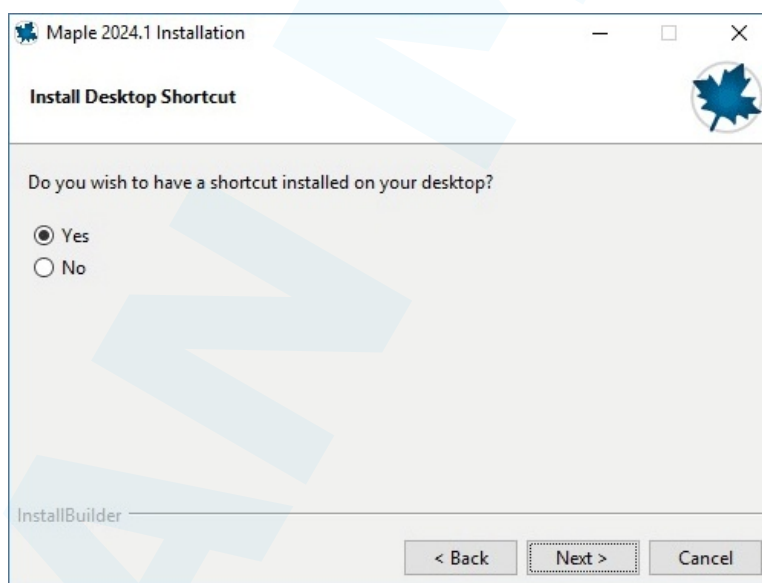 Maple 2024.1 Installation
Install Desktop Shortcut
Do you wish to have a shortcut installed on your desktop?
Yes
No
InstallBuilder
< Back Next > Cancel